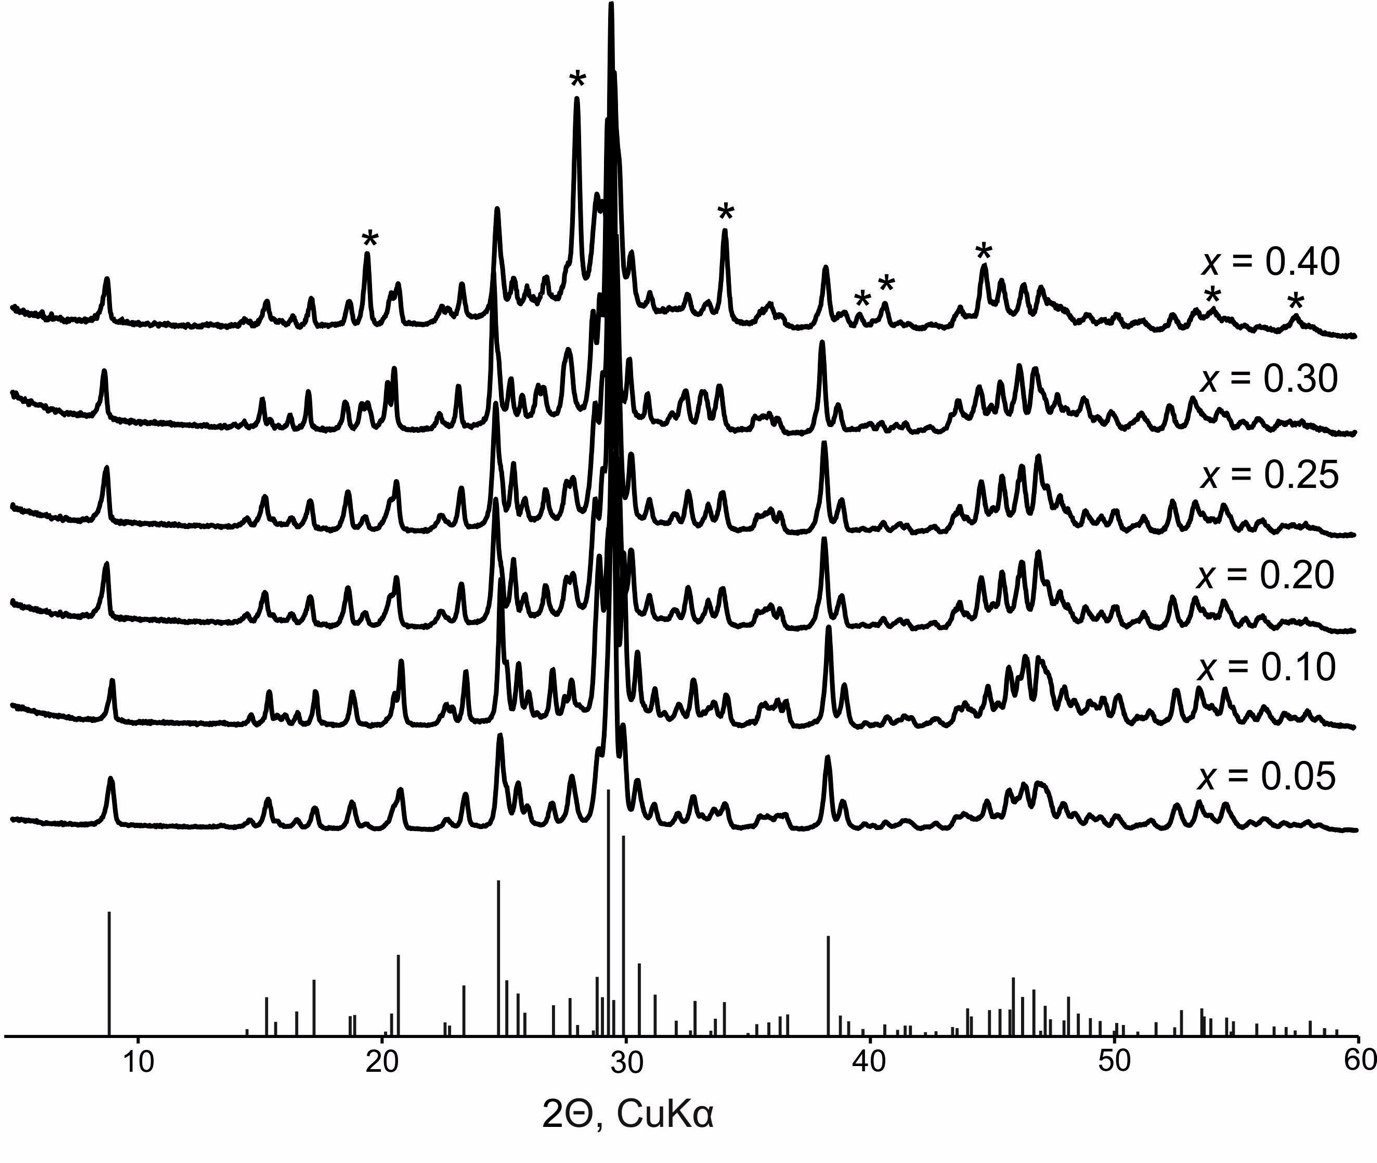 *
*
*
x = 0.40
*
*
*
*
*
x = 0.30
x = 0.25
x = 0.20
x = 0.10
x = 0.05
10 20 30 40 50 60
2Θ, CuKα